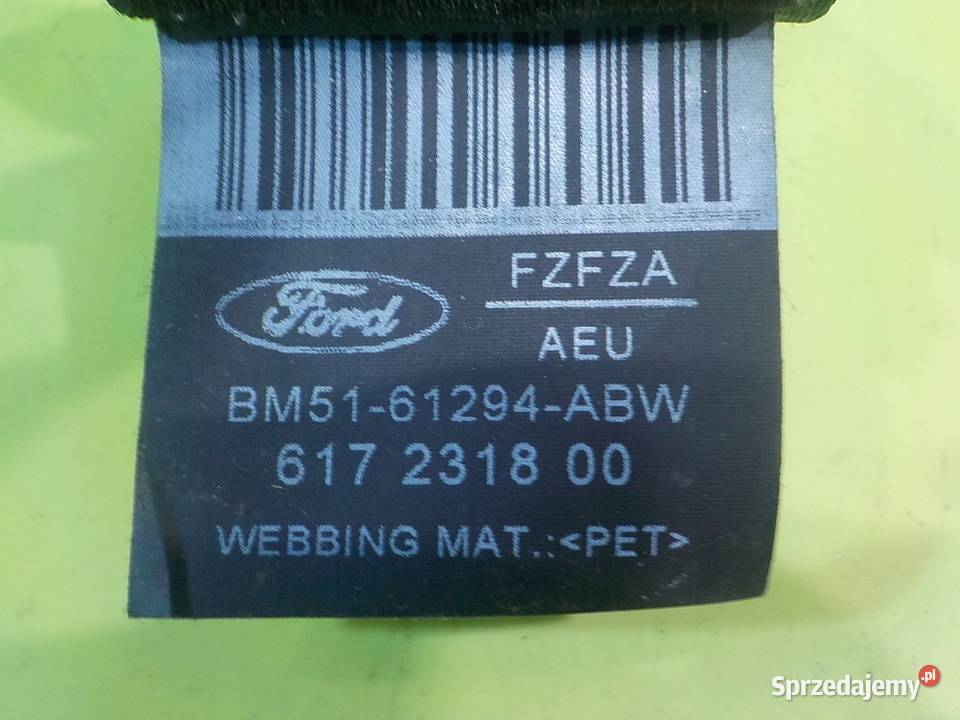 Ford
FZFZA
AEU
BM51-61294-ABW
617 2318 00
WEBBING MAT.:<PET>
Sprzedajemy.pl